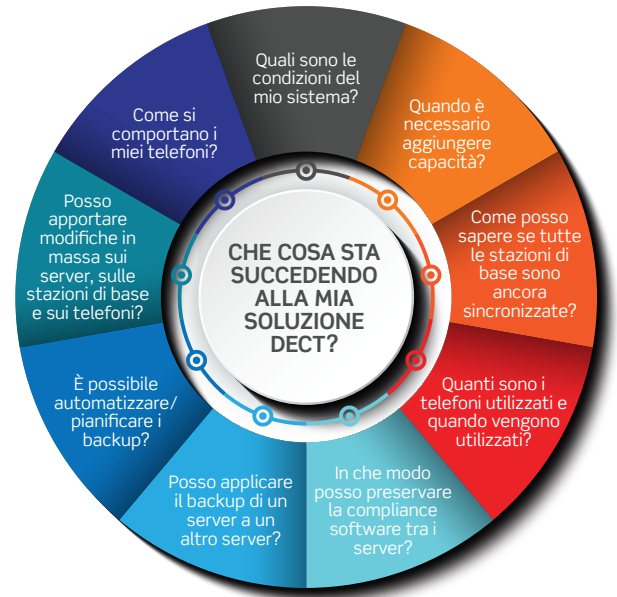 Quali sono le
condizioni del
mio sistema?
Quando è
necessario
aggiungere
capacità?
Come posso
sapere se tutte
le stazioni di
base sono
ancora
sincronizzate?
Quanti sono i
telefoni utilizzati e
quando vengono
utilizzati?
In che modo
posso preservare
la compliance
software tra i
server?
Posso applicare
il backup di un
server a un
altro server?
È possibile
automatizzare/
pianificare i
backup?
Posso
apportare
modifiche in
massa sui
server, sulle
stazioni di base
e sui telefoni?
Come si
comportano i
miei telefoni?
CHE COSA STA
SUCCEDENDO
ALLA MIA
SOLUZIONE
DECT?